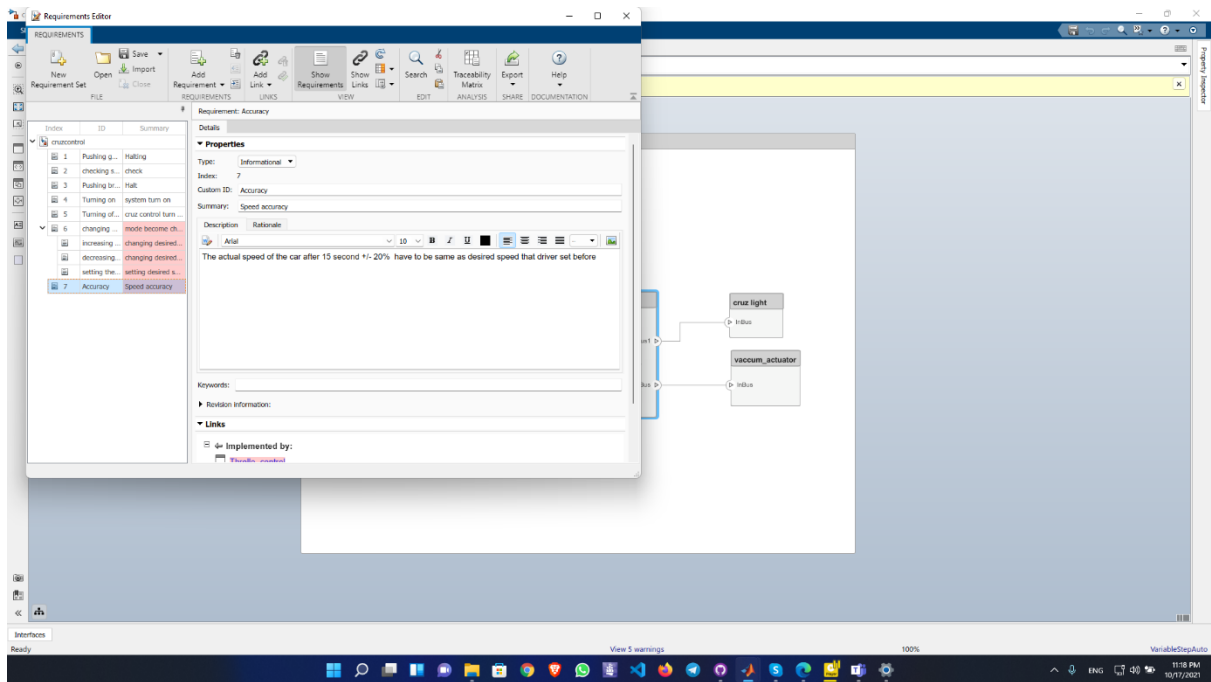 Requirements Editor
REQUIREMENTS
New
Requirement Set
Open
Save
Import
Close
FILE
Add
Requirement
REQUIREMENTS
Add
Link
LINKS
Show
Requirements
Show
Links
VIEW
Search
EDIT
Traceability
Matrix
ANALYSIS
Export
SHARE
Help
DOCUMENTATION
Property Inspector
Index ID Summary
cruzcontrol
1 Pushing g... Halting
2 checking s... check
3 Pushing br... Halt
4 Turning on system turn on
5 Turning of... cruz control turn ...
6 changing ... mode become ch...
increasing ... changing desired...
decreasing... changing desired...
setting the... setting desired s...
7 Accuracy Speed accuracy
Requirement: Accuracy
Details
Properties
Type: Informational
Index: 7
Custom ID: Accuracy
Summary: Speed accuracy
Description Rationale
Arial 10 B I U
The actual speed of the car after 15 second +/- 20% have to be same as desired speed that driver set before
Keywords:
Revision information:
Links
Implemented by:
cruz light
InBus
vaccum_actuator
InBus
Interfaces
Ready View 5 warnings 100% VariableStepAuto
ENG 11:18 PM
10/17/2021